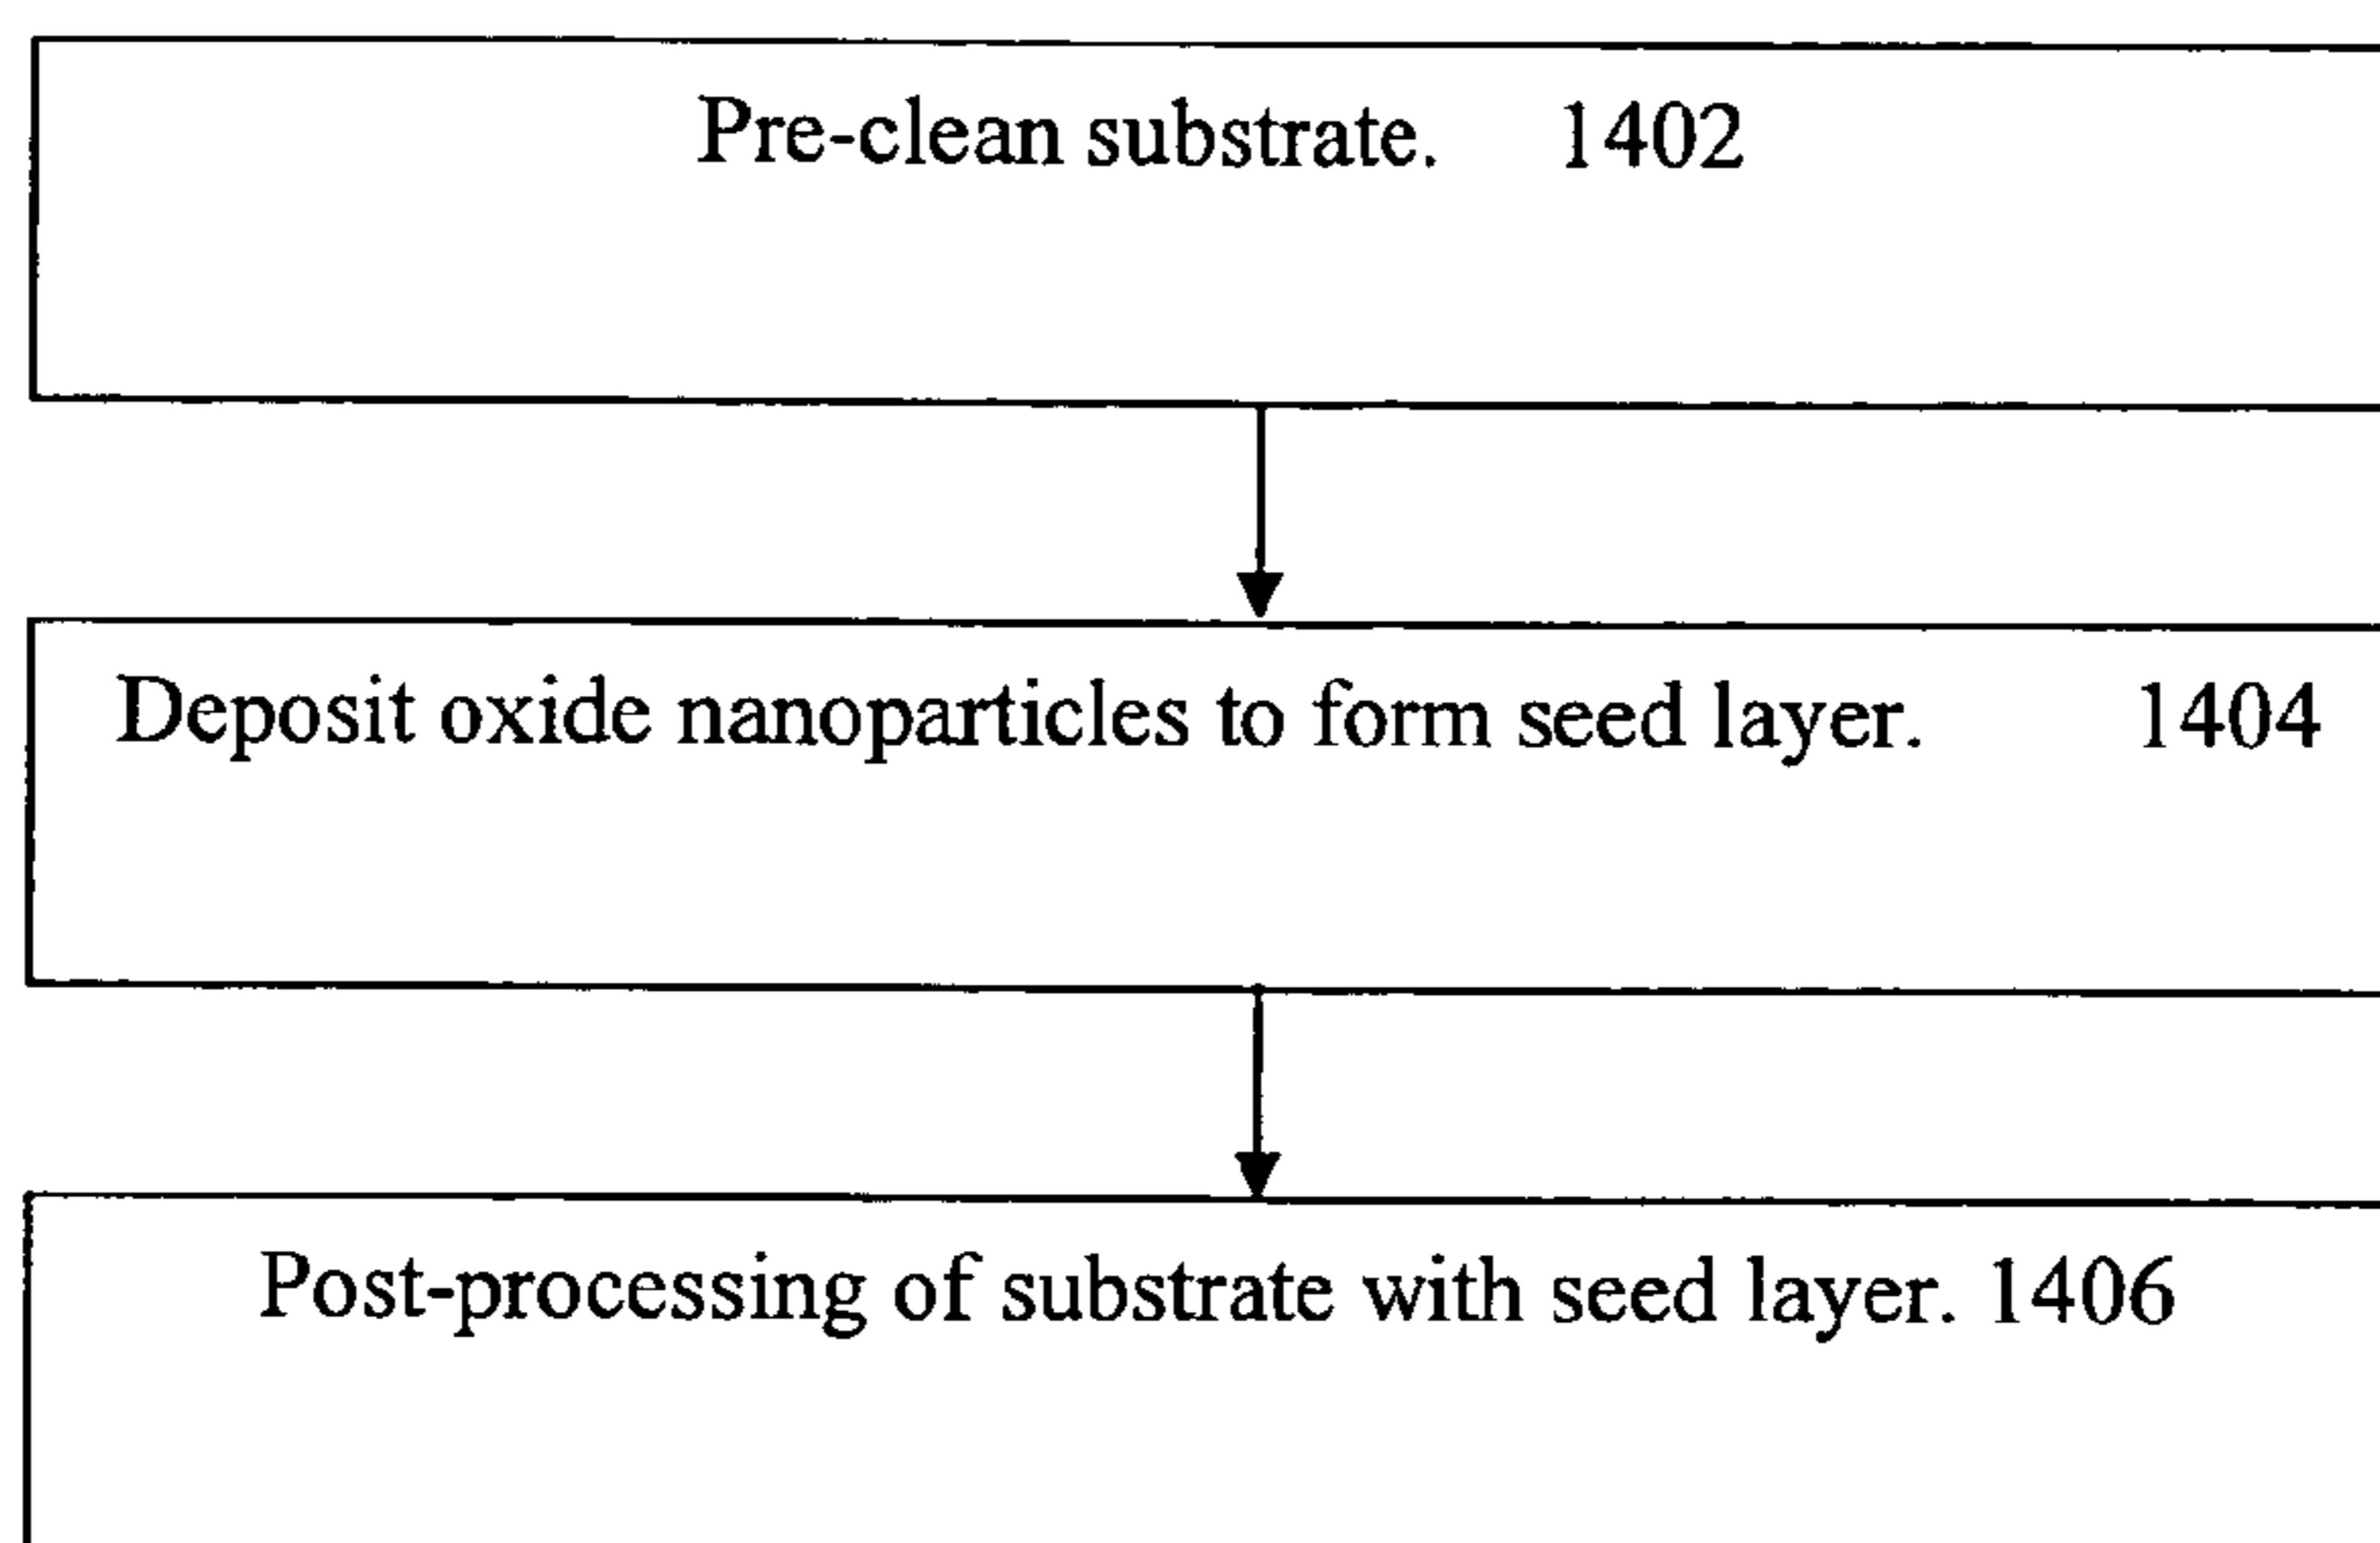 Pre-clean substrate. 1402
Deposit oxide nanoparticles to form seed layer. 1404
Post-processing of substrate with seed layer. 1406